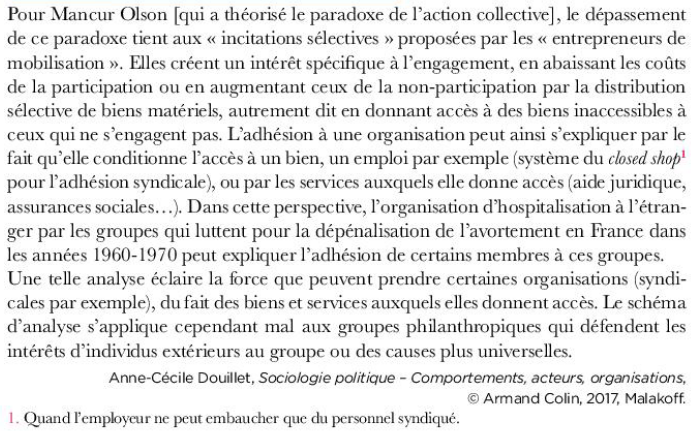 Pour Mancur Olson [qui a théorisé le paradoxe de l'action collective], le dépassement
de ce paradoxe tient aux « incitations sélectives » proposées par les « entrepreneurs de
mobilisation ». Elles créent un intérêt spécifique à l'engagement, en abaissant les coûts
de la participation ou en augmentant ceux de la non-participation par la distribution
sélective de biens matériels, autrement dit en donnant accès à des biens inaccessibles à
ceux qui ne s'engagent pas. L'adhésion à une organisation peut ainsi s'expliquer par le
fait qu'elle conditionne l'accès à un bien, un emploi par exemple (système du closed shop1
pour l'adhésion syndicale), ou par les services auxquels elle donne accès (aide juridique,
assurances sociales…). Dans cette perspective, l'organisation d'hospitalisation à l'étran-
ger par les groupes qui luttent pour la dépénalisation de l'avortement en France dans
les années 1960-1970 peut expliquer l'adhésion de certains membres à ces groupes.
Une telle analyse éclaire la force que peuvent prendre certaines organisations (syndi-
cales par exemple), du fait des biens et services auxquels elles donnent accès. Le schéma
d'analyse s'applique cependant mal aux groupes philanthropiques qui défendent les
intérêts d'individus extérieurs au groupe ou des causes plus universelles.
Anne-Cécile Douillet, Sociologie politique – Comportements, acteurs, organisations,
© Armand Colin, 2017, Malakoff.
1. Quand l'employeur ne peut embaucher que du personnel syndiqué.